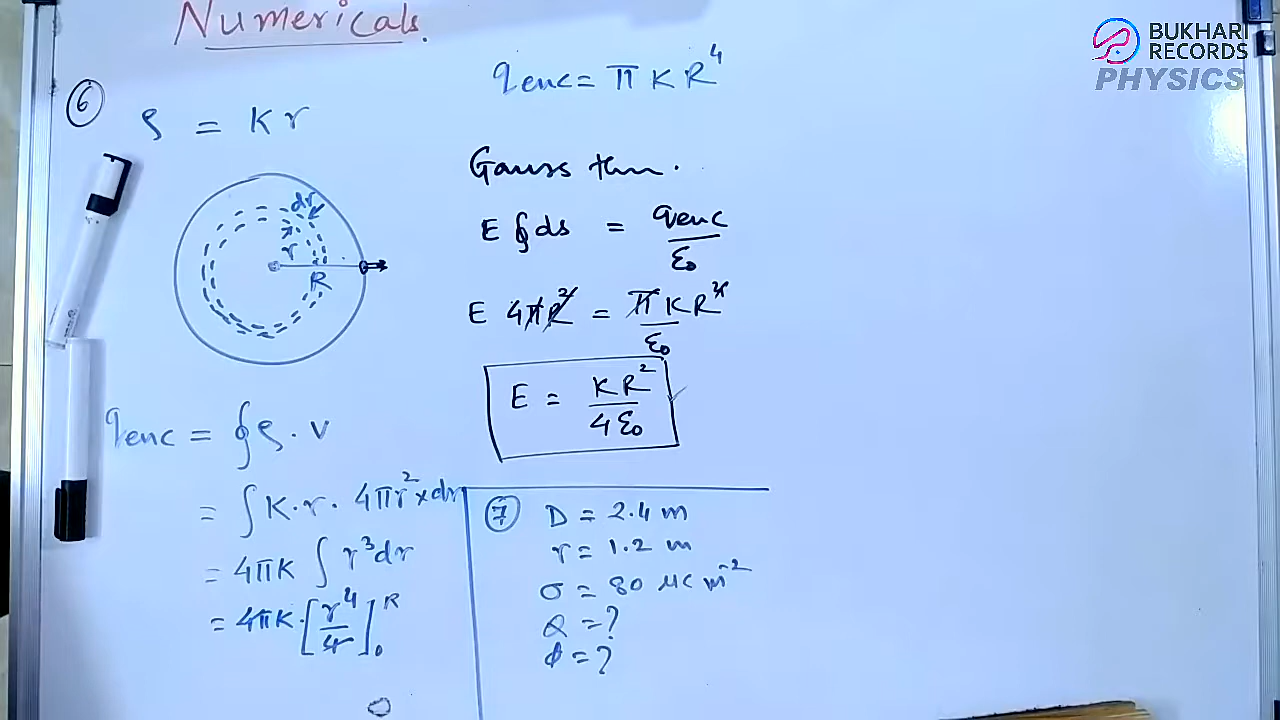 Numericals.
BUKHARI
RECORDS
PHYSICS
⑥
ρ = K r
dr
r
R
qenc = ∮ρ. v
= ∫ K. r. 4πr² × dr
= 4πK ∫ r³dr
= 4πK. [r⁴/4]₀ᴿ
qenc = π K R⁴
Gauss thm.
E ∮ds = qenc/ε₀
E 4πR² = πKR⁴/ε₀
E = KR²/4ε₀
⑦ D = 2.4 m
r = 1.2 m
σ = 80 μc m⁻²
Q = ?
ϕ = ?